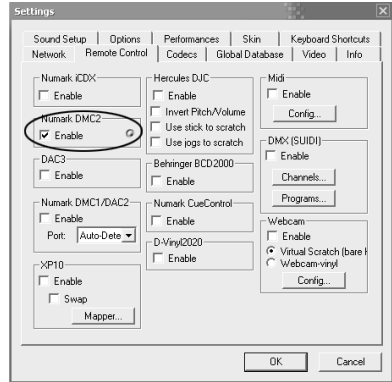 Settings
Sound Setup Options Performances Skin Keyboard Shortcuts
Network Remote Control Codecs Global Database Video Info
Numark iCDX
Enable
Numark DMC2
Enable
DAC3
Enable
Numark DMC1/DAC2
Enable
Port: Auto-Dete
XP10
Enable
Swap
Mapper...
Hercules DJC
Enable
Invert Pitch/Volume
Use stick to scratch
Use jogs to scratch
Behringer BCD2000
Enable
Numark CueControl
Enable
D-Vinyl2020
Enable
Midi
Enable
Config...
DMX (SUIDI)
Enable
Channels...
Programs...
Webcam
Enable
Virtual Scratch (bare H
Webcam-vinyl
Config...
OK Cancel